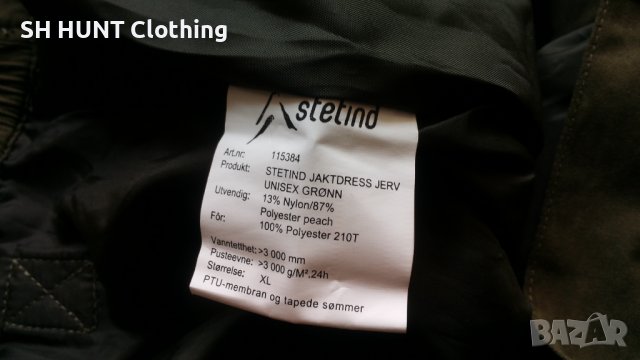 SH HUNT Clothing
stetind
Art.nr: 115384
Produkt: STETIND JAKTDRESS JERV
UNISEX GRØNN
Utvendig: 13% Nylon/87%
Polyester peach
Fôr: 100% Polyester 210T
Vanntetthet: >3 000 mm
Pusteevne: >3 000 g/M², 24h
Størrelse: XL
PTU-membran og tapede sømmer
BAZAR